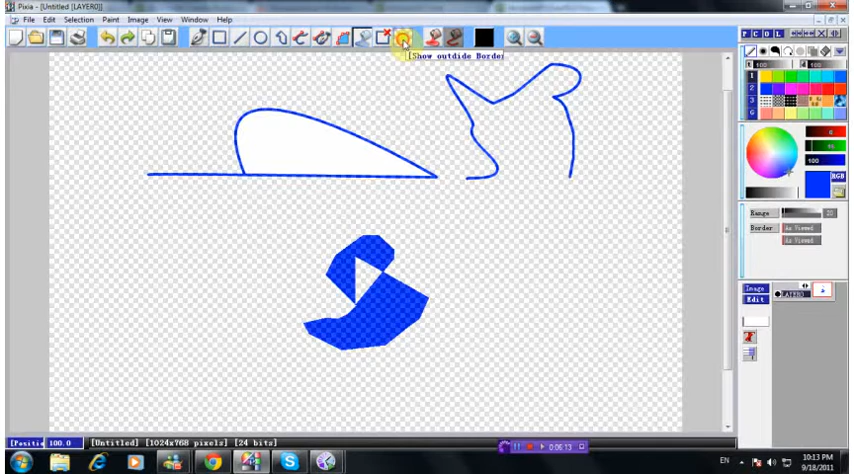 Pixia - [Untitled [LAYER0]]
File Edit Selection Paint Image View Window Help
[Show outdide Border
P C O L
100 100
1
2
3
6
100
RGB
Range 20
Border As Viewed
As Viewed
Image
Edit
LAYER0
[Positio 100.0 [Untitled] [1024x768 pixels] [24 bits]
0:06:13
EN
10:13 PM
9/18/2011